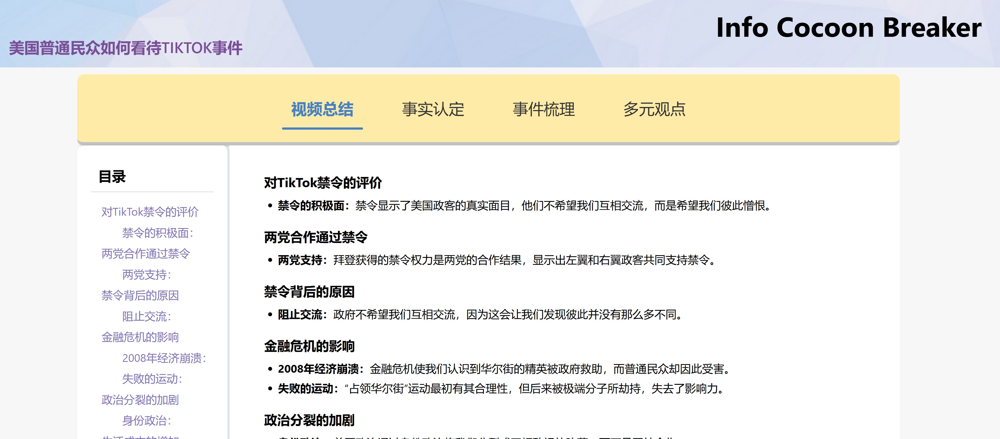 Info Cocoon Breaker
美国普通民众如何看待TIKTOK事件
视频总结
事实认定
事件梳理
多元观点
目录
对TikTok禁令的评价
禁令的积极面：
两党合作通过禁令
两党支持：
禁令背后的原因
阻止交流：
金融危机的影响
2008年经济崩溃：
失败的运动：
政治分裂的加剧
身份政治：
对TikTok禁令的评价
禁令的积极面：禁令显示了美国政客的真实面目，他们不希望我们互相交流，而是希望我们彼此憎恨。
两党合作通过禁令
两党支持：拜登获得的禁令权力是两党的合作结果，显示出左翼和右翼政客共同支持禁令。
禁令背后的原因
阻止交流：政府不希望我们互相交流，因为这会让我们发现彼此并没有那么多不同。
金融危机的影响
2008年经济崩溃：金融危机使我们认识到华尔街的精英被政府救助，而普通民众却因此受害。
失败的运动：“占领华尔街”运动最初有其合理性，但后来被极端分子所劫持，失去了影响力。
政治分裂的加剧